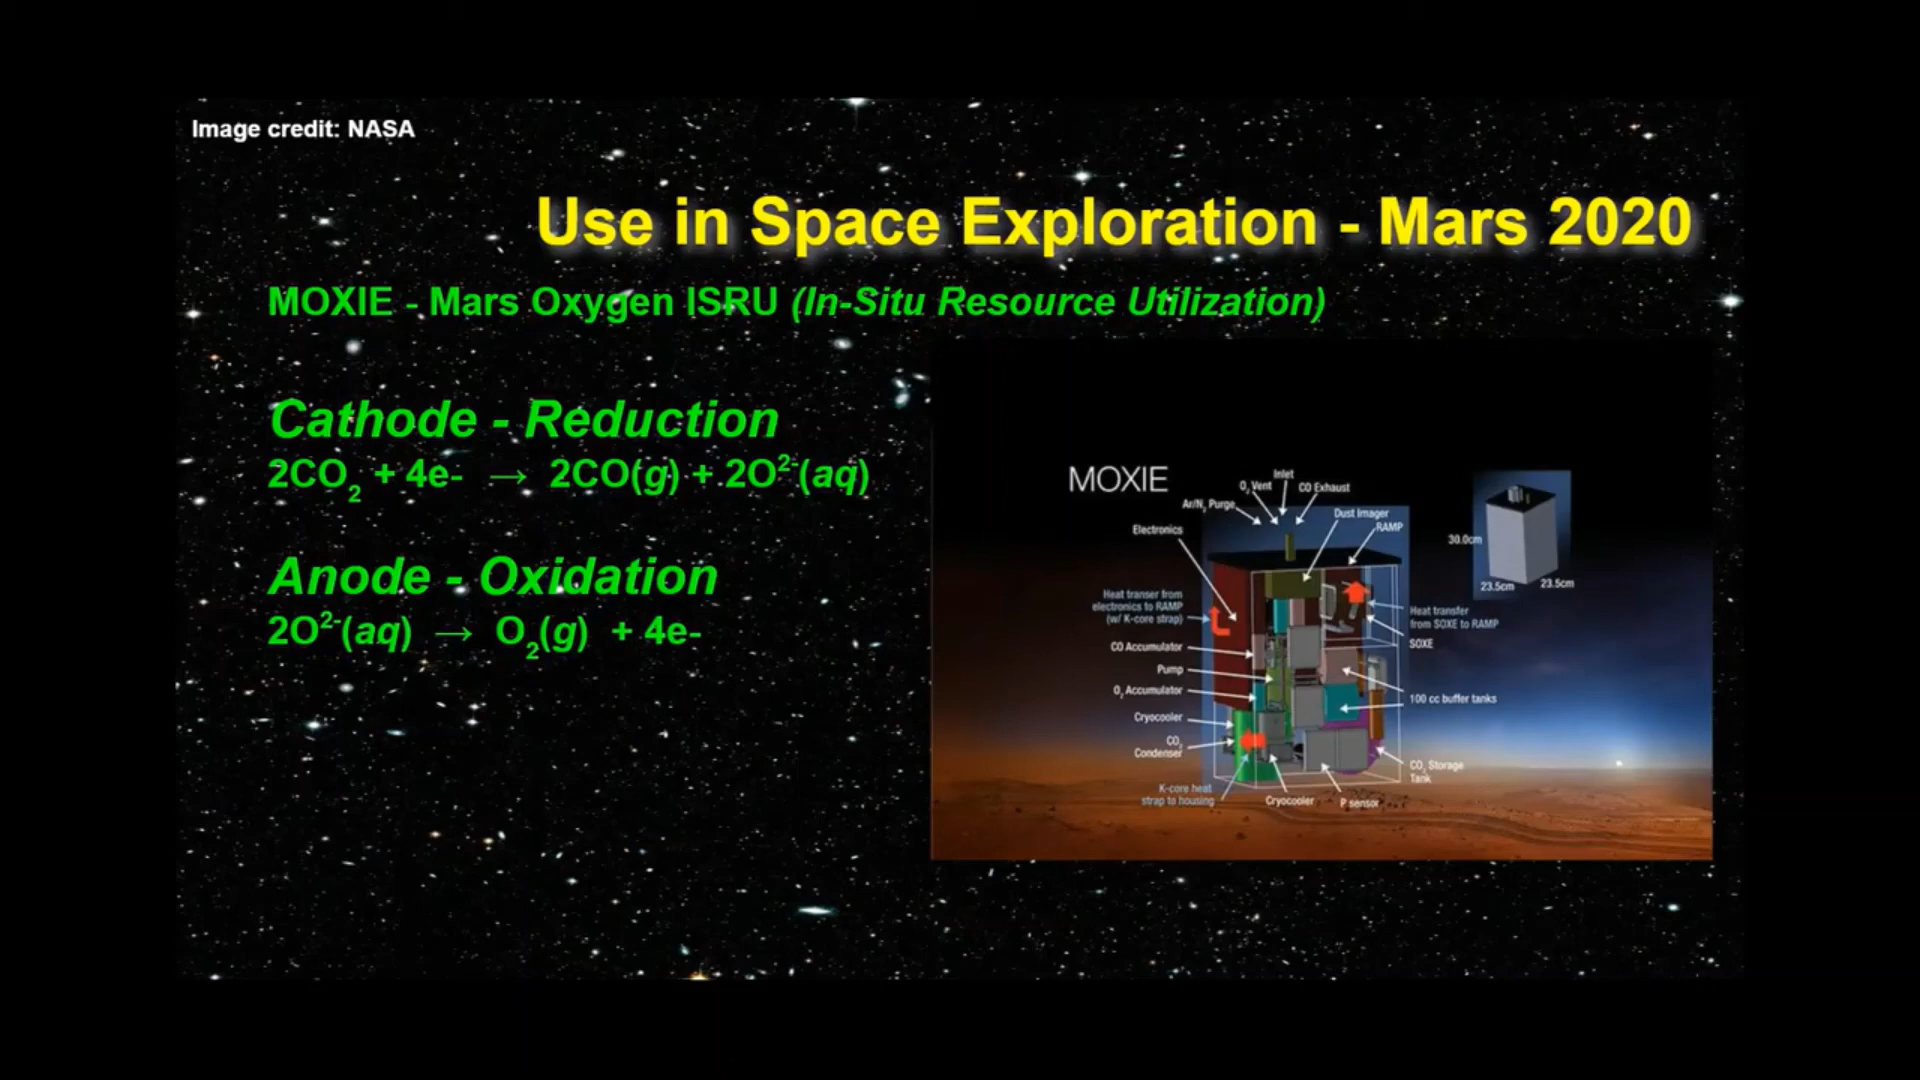 Image credit: NASA
Use in Space Exploration - Mars 2020
MOXIE - Mars Oxygen ISRU (In-Situ Resource Utilization)
Cathode - Reduction
2CO₂ + 4e- → 2CO(g) + 2O²⁻(aq)
Anode - Oxidation
2O²⁻(aq) → O₂(g) + 4e-
MOXIE
Inlet
O₂ Vent
CO Exhaust
Ar/N₂ Purge
Dust Imager
RAMP
Electronics
30.0cm
23.5cm
23.5cm
Heat transer from
electronics to RAMP
(w/ K-core strap)
Heat transfer
from SOXE to RAMP
SOXE
CO Accumulator
Pump
O₂ Accumulator
100 cc buffer tanks
Cryocooler
CO₂
Condenser
CO₂ Storage
Tank
K-core heat
strap to housing
Cryocooler
P sensor